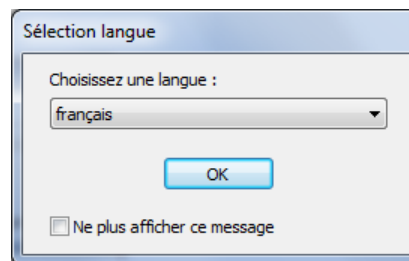 Sélection langue
Choisissez une langue :
français
OK
Ne plus afficher ce message